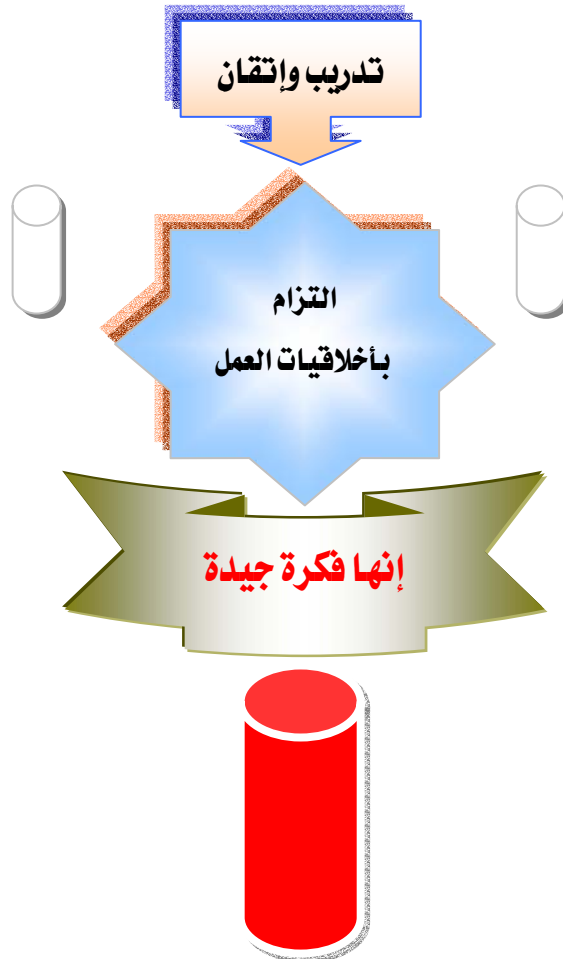 تدريب وإتقان
التزام
بأخلاقيات العمل
إنها فكرة جيدة